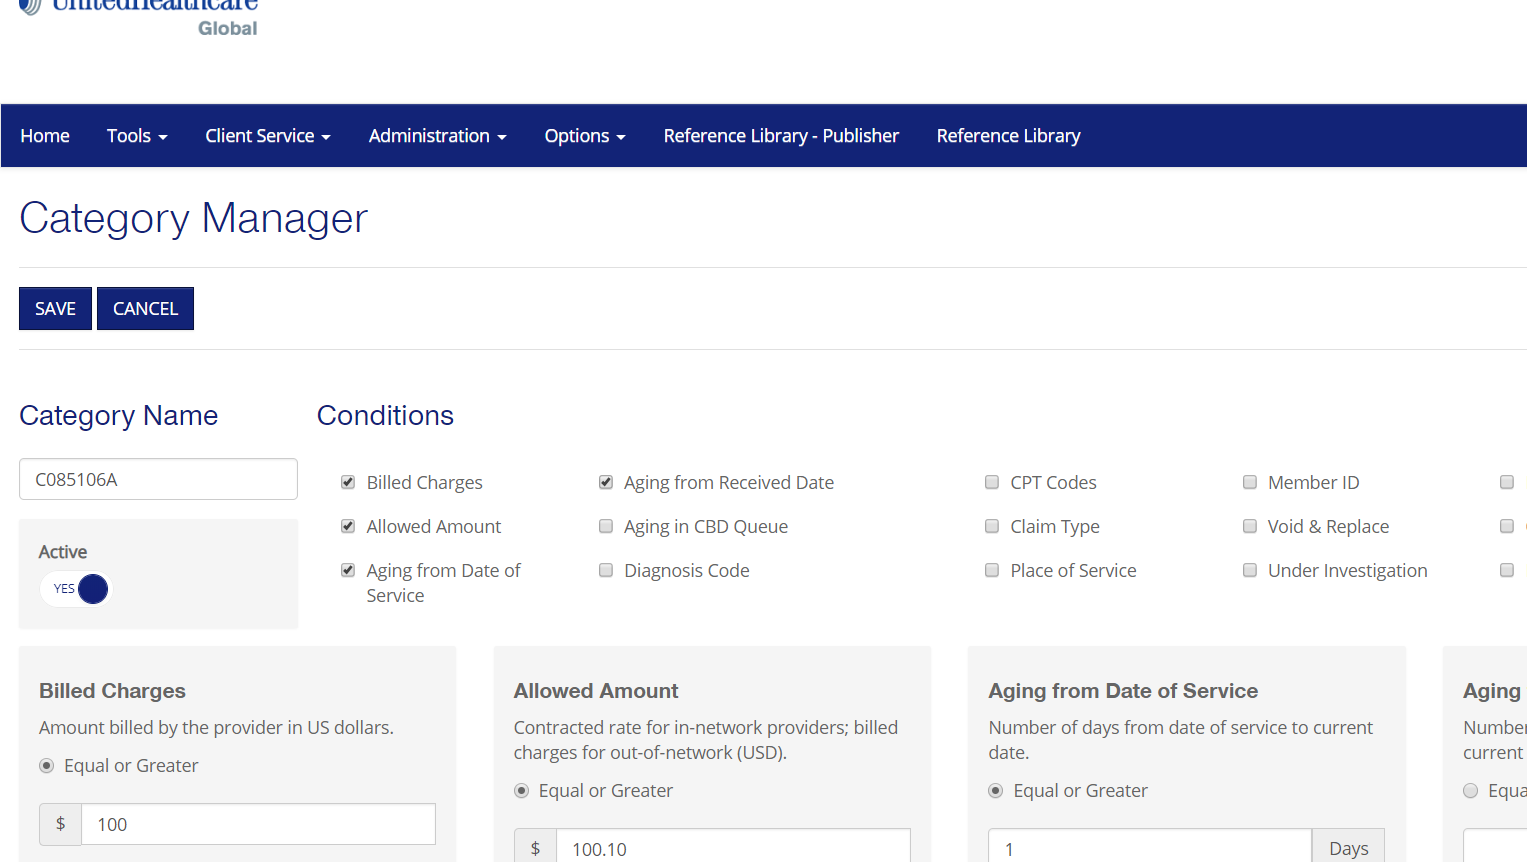 UnitedHealthcare
Global
Home Tools Client Service Administration Options Reference Library - Publisher Reference Library
Category Manager
SAVE CANCEL
Category Name Conditions
C085106A
Active
YES
Billed Charges Aging from Received Date CPT Codes Member ID
Allowed Amount Aging in CBD Queue Claim Type Void & Replace
Aging from Date of Service Diagnosis Code Place of Service Under Investigation
Billed Charges
Amount billed by the provider in US dollars.
Equal or Greater
$ 100
Allowed Amount
Contracted rate for in-network providers; billed
charges for out-of-network (USD).
Equal or Greater
$ 100.10
Aging from Date of Service
Number of days from date of service to current
date.
Equal or Greater
1 Days
Aging
Number
current
Equa